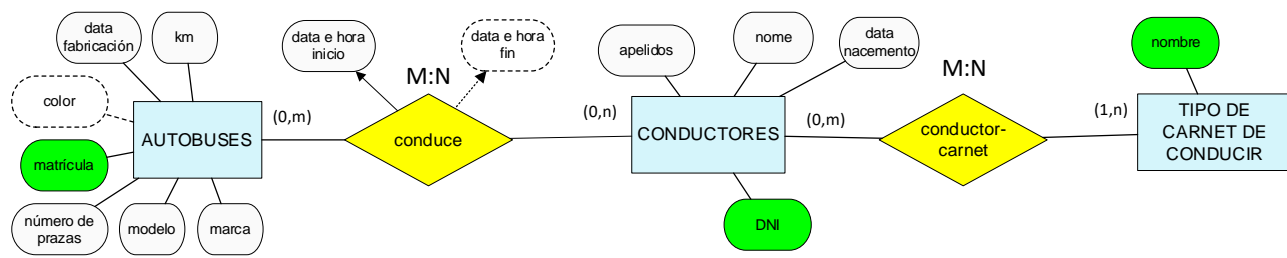 data
fabricación
km
color
AUTOBUSES
matrícula
número de
prazas
modelo
marca
(0,m)
data e hora
inicio
M:N
data e hora
fin
conduce
(0,n)
apelidos
nome
data
nacemento
CONDUCTORES
DNI
(0,m)
M:N
conductor-
carnet
(1,n)
nombre
TIPO DE
CARNET DE
CONDUCIR